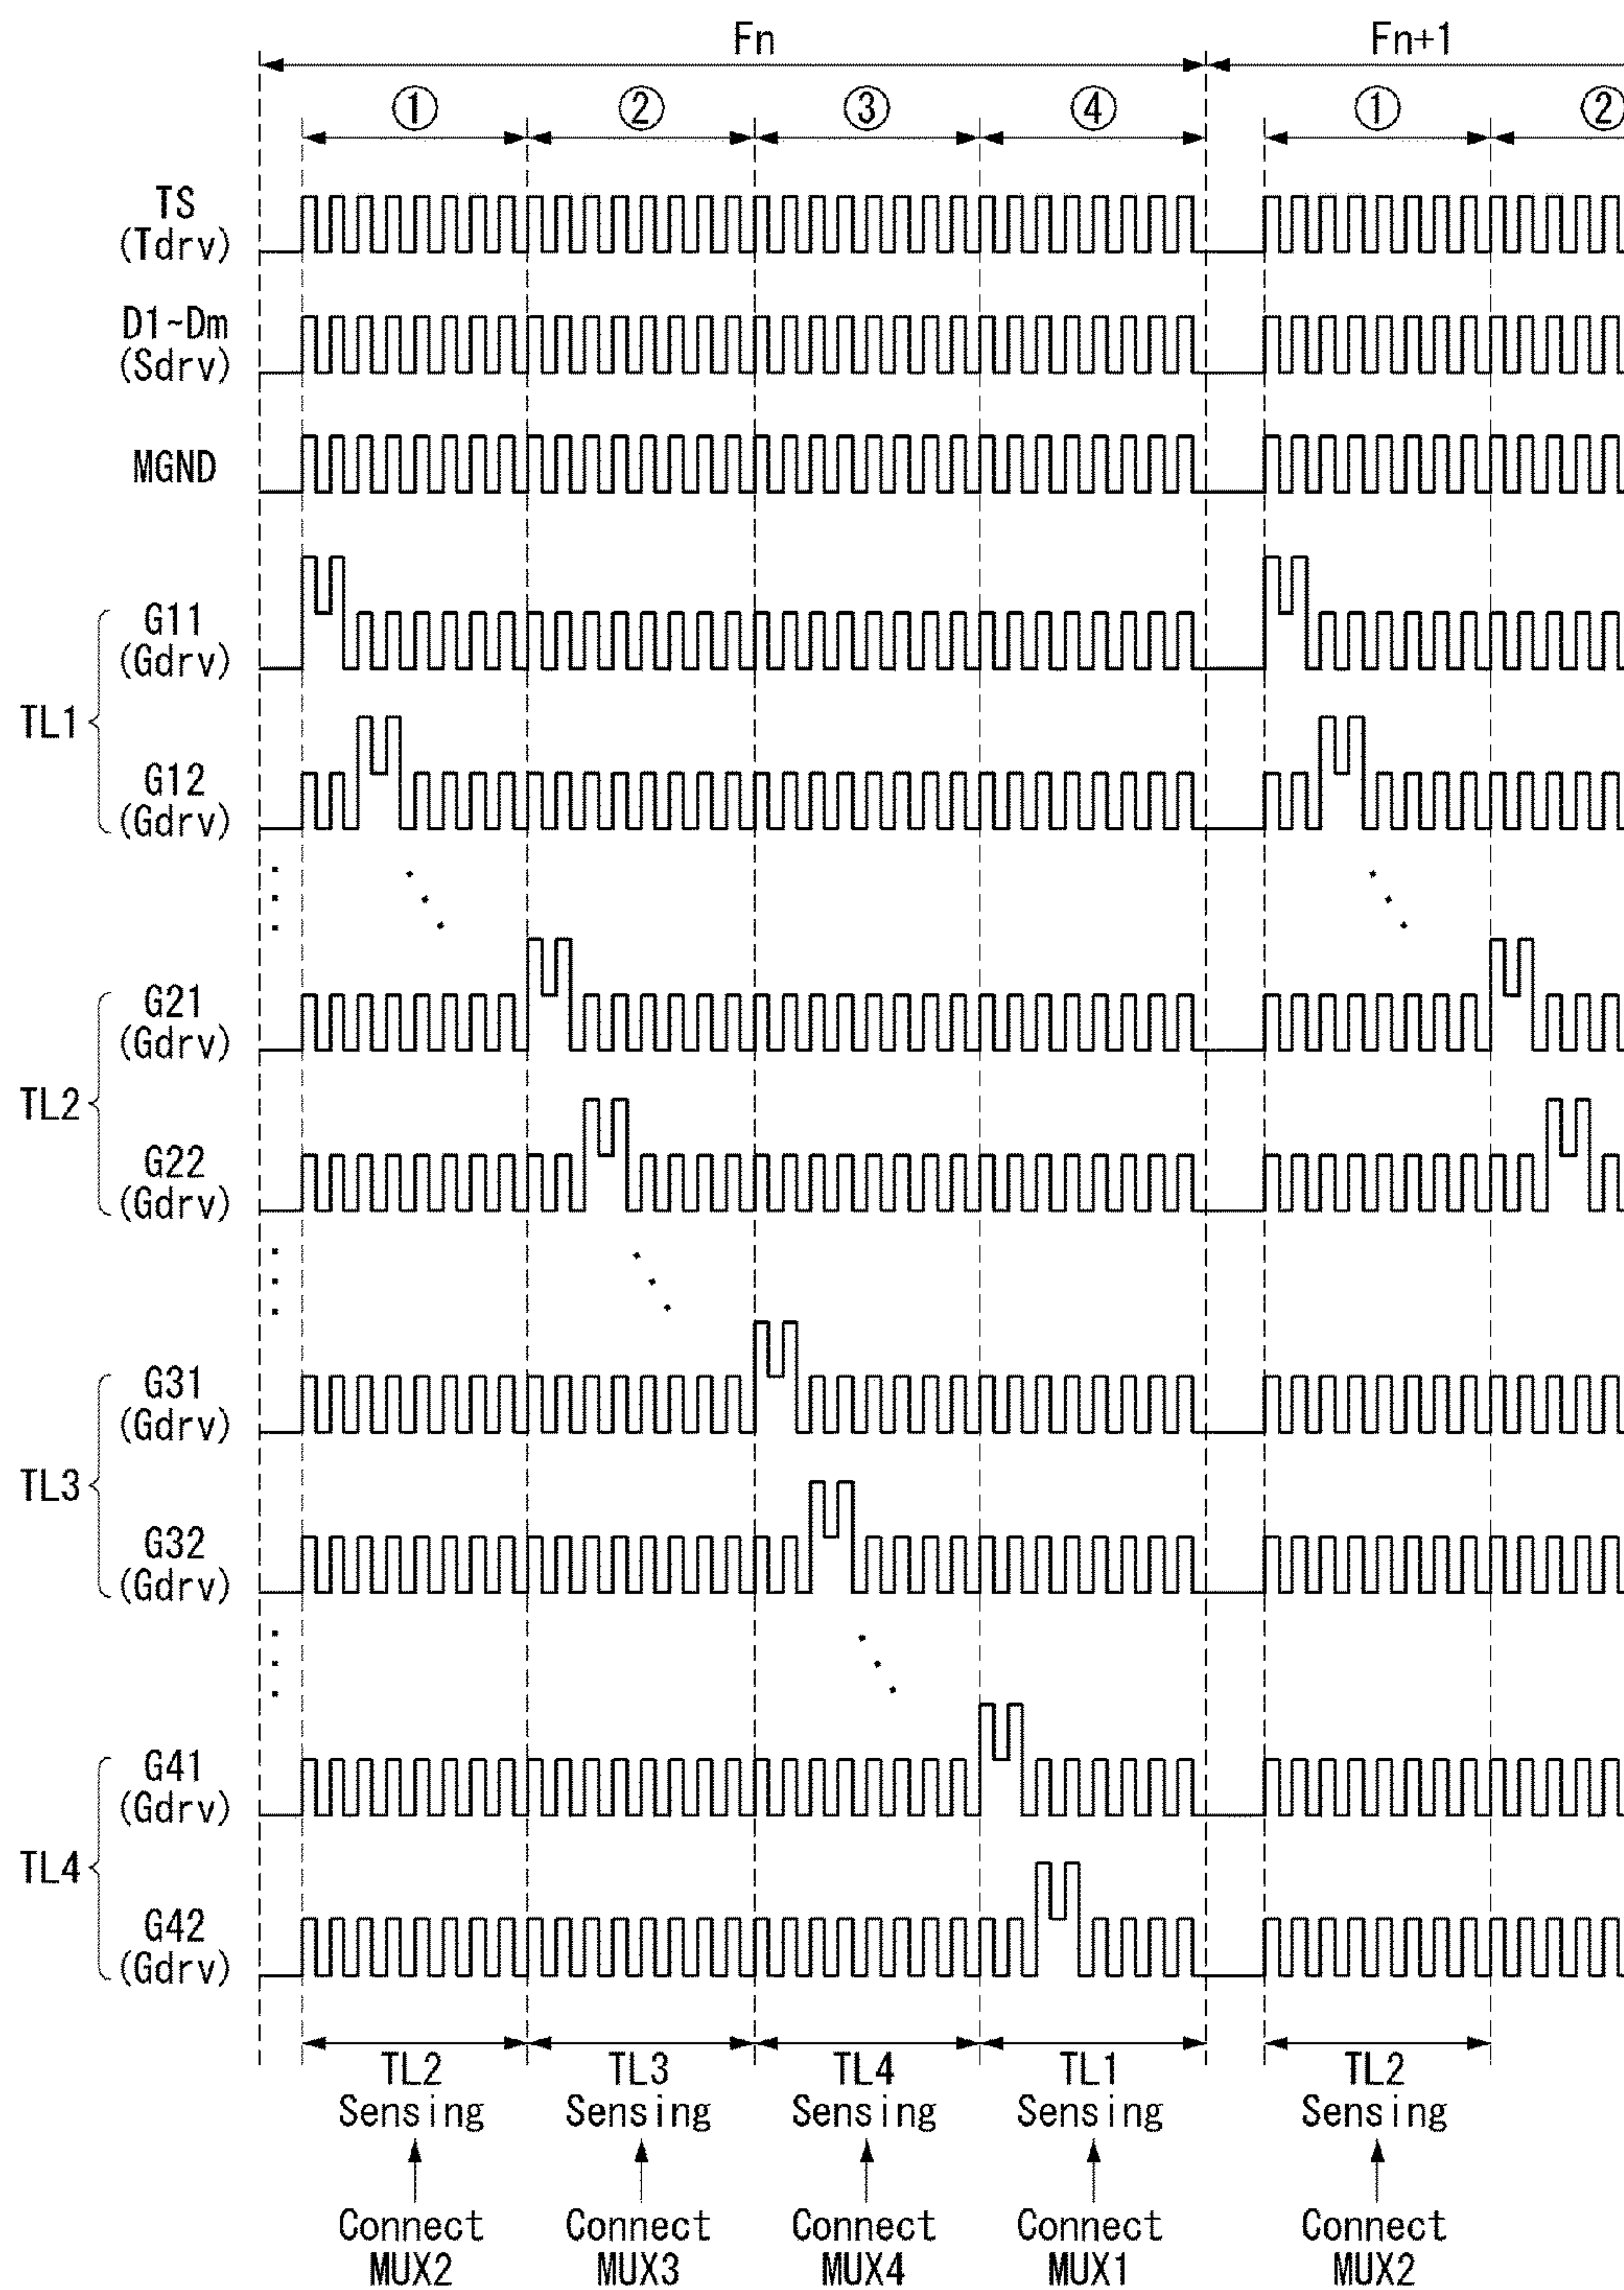 Fn Fn+1
① ② ③ ④ ① ②
TS
(Tdrv)
D1~Dm
(Sdrv)
MGND
TL1
G11
(Gdrv)
G12
(Gdrv)
TL2
G21
(Gdrv)
G22
(Gdrv)
TL3
G31
(Gdrv)
G32
(Gdrv)
TL4
G41
(Gdrv)
G42
(Gdrv)
TL2 TL3 TL4 TL1 TL2
Sensing Sensing Sensing Sensing Sensing
Connect Connect Connect Connect Connect
MUX2 MUX3 MUX4 MUX1 MUX2